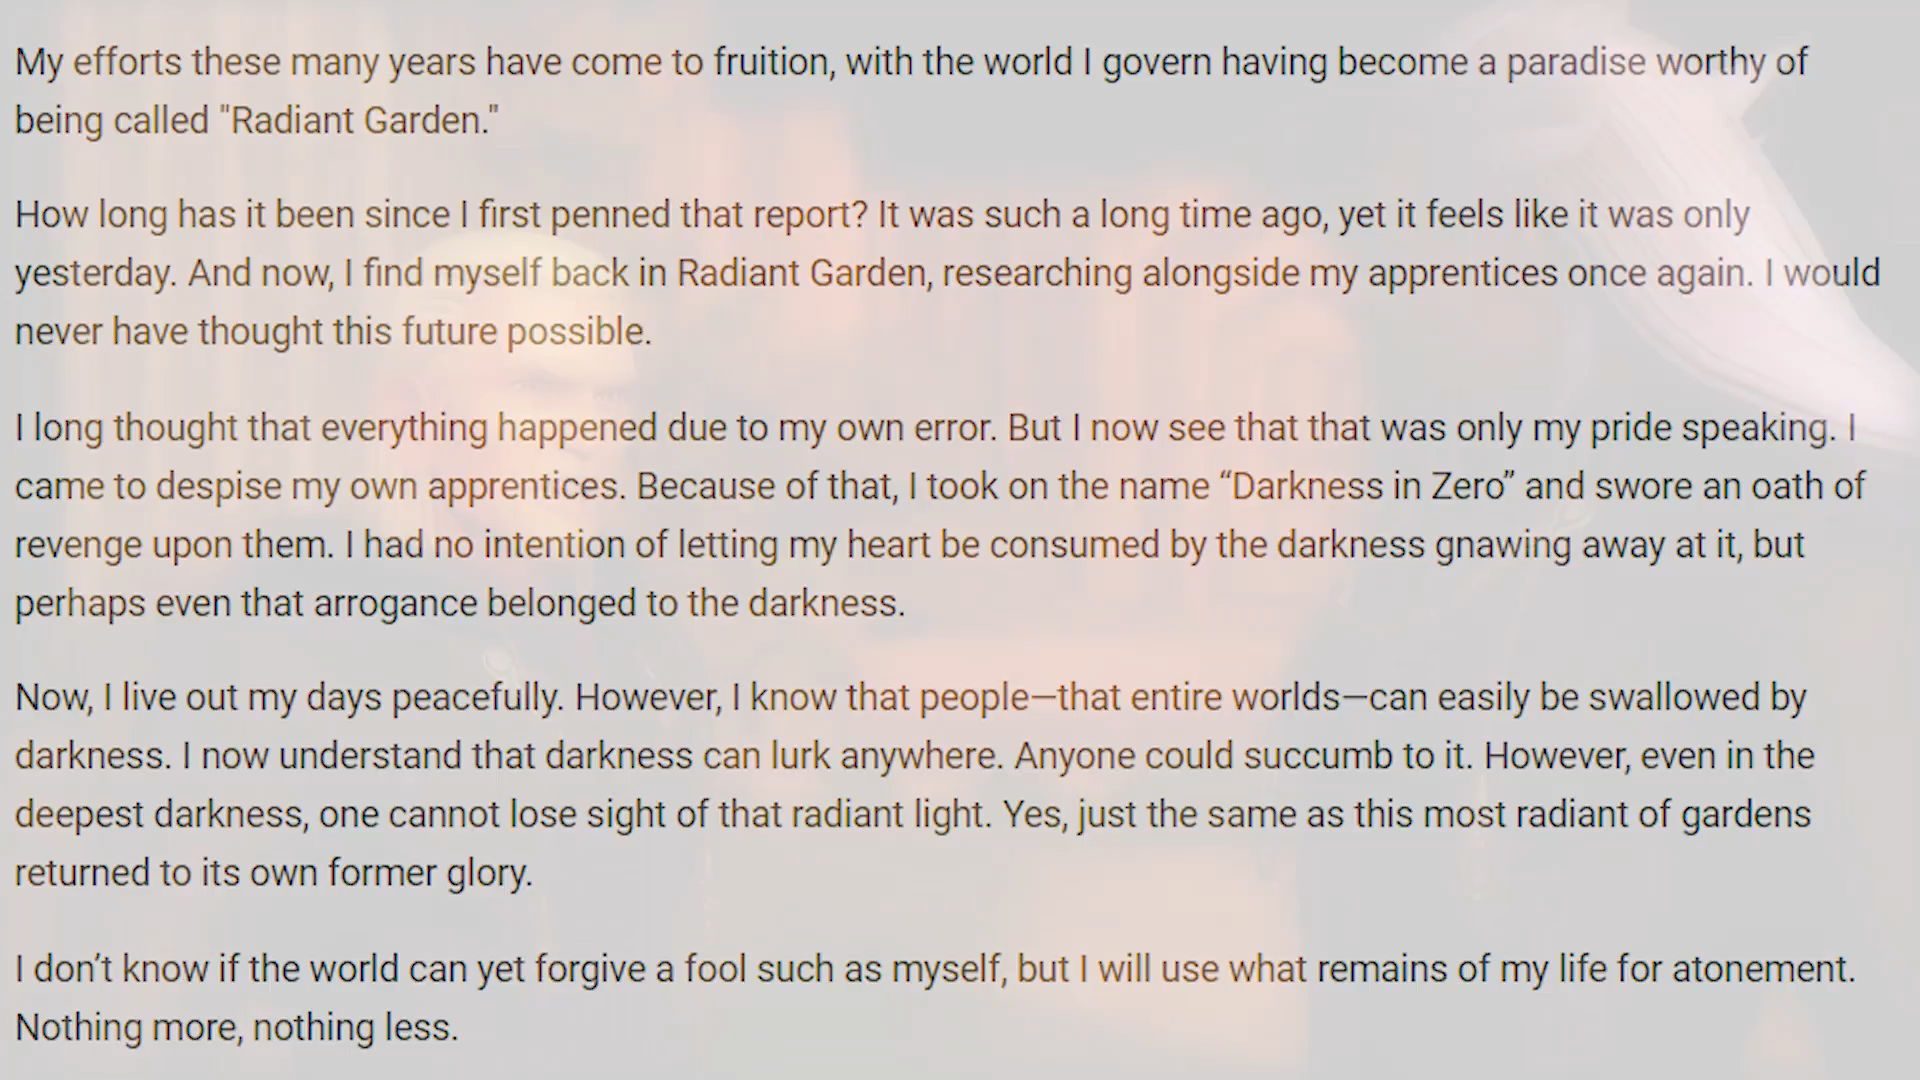 My efforts these many years have come to fruition, with the world I govern having become a paradise worthy of
being called "Radiant Garden."
How long has it been since I first penned that report? It was such a long time ago, yet it feels like it was only
yesterday. And now, I find myself back in Radiant Garden, researching alongside my apprentices once again. I would
never have thought this future possible.
I long thought that everything happened due to my own error. But I now see that that was only my pride speaking. I
came to despise my own apprentices. Because of that, I took on the name “Darkness in Zero” and swore an oath of
revenge upon them. I had no intention of letting my heart be consumed by the darkness gnawing away at it, but
perhaps even that arrogance belonged to the darkness.
Now, I live out my days peacefully. However, I know that people—that entire worlds—can easily be swallowed by
darkness. I now understand that darkness can lurk anywhere. Anyone could succumb to it. However, even in the
deepest darkness, one cannot lose sight of that radiant light. Yes, just the same as this most radiant of gardens
returned to its own former glory.
I don’t know if the world can yet forgive a fool such as myself, but I will use what remains of my life for atonement.
Nothing more, nothing less.